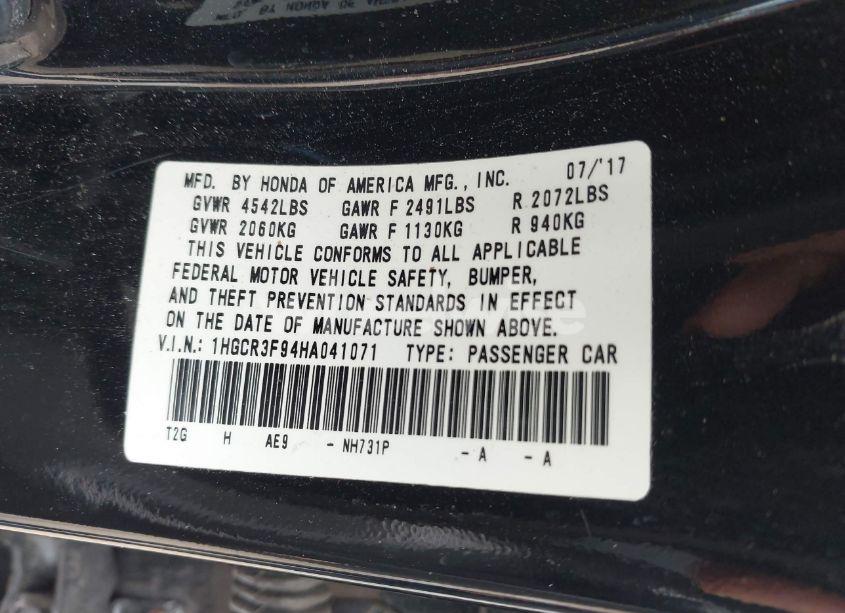 MFD. BY HONDA OF AMERICA MFG., INC. 07/'17
GVWR 4542LBS GAWR F 2491LBS R 2072LBS
GVWR 2060KG GAWR F 1130KG R 940KG
THIS VEHICLE CONFORMS TO ALL APPLICABLE
FEDERAL MOTOR VEHICLE SAFETY, BUMPER,
AND THEFT PREVENTION STANDARDS IN EFFECT
ON THE DATE OF MANUFACTURE SHOWN ABOVE.
V.I.N.: 1HGCR3F94HA041071 TYPE: PASSENGER CAR
T2G H AE9 - NH731P - A - A